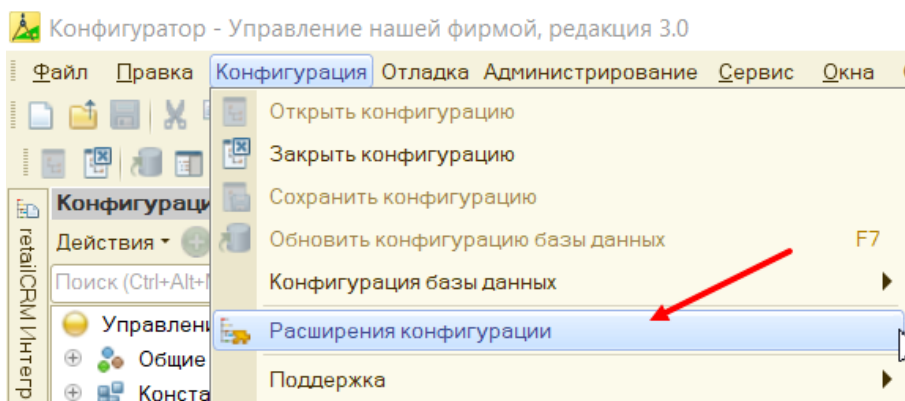 Конфигуратор - Управление нашей фирмой, редакция 3.0
Файл Правка Конфигурация Отладка Администрирование Сервис Окна
Открыть конфигурацию
Закрыть конфигурацию
Сохранить конфигурацию
Обновить конфигурацию базы данных F7
Конфигурация базы данных
Расширения конфигурации
Поддержка
Конфигураци
Действия
Поиск (Ctrl+Alt+
Управлени
Общие
Конста
retailCRM Интегр